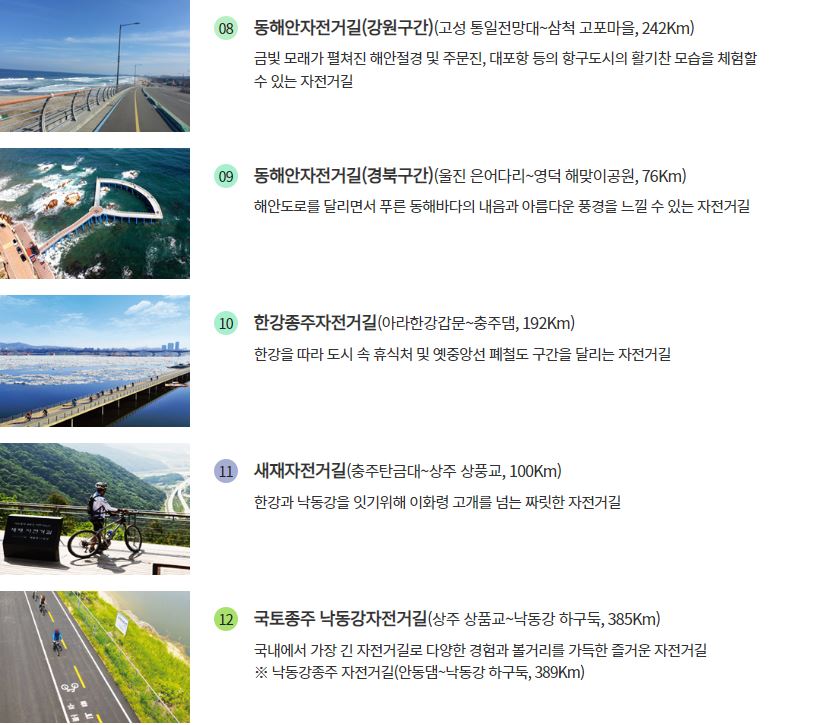 08 동해안자전거길(강원구간)(고성 통일전망대~삼척 고포마을, 242Km)
금빛 모래가 펼쳐진 해안절경 및 주문진, 대포항 등의 항구도시의 활기찬 모습을 체험할
수 있는 자전거길
09 동해안자전거길(경북구간)(울진 은어다리~영덕 해맞이공원, 76Km)
해안도로를 달리면서 푸른 동해바다의 내음과 아름다운 풍경을 느낄 수 있는 자전거길
10 한강종주자전거길(아라한강갑문~충주댐, 192Km)
한강을 따라 도시 속 휴식처 및 옛중앙선 폐철도 구간을 달리는 자전거길
11 새재자전거길(충주탄금대~상주 상풍교, 100Km)
한강과 낙동강을 잇기위해 이화령 고개를 넘는 짜릿한 자전거길
새재 자전거길
12 국토종주 낙동강자전거길(상주 상품교~낙동강 하구둑, 385Km)
국내에서 가장 긴 자전거길로 다양한 경험과 볼거리를 가득한 즐거운 자전거길
※ 낙동강종주 자전거길(안동댐~낙동강 하구둑, 389Km)